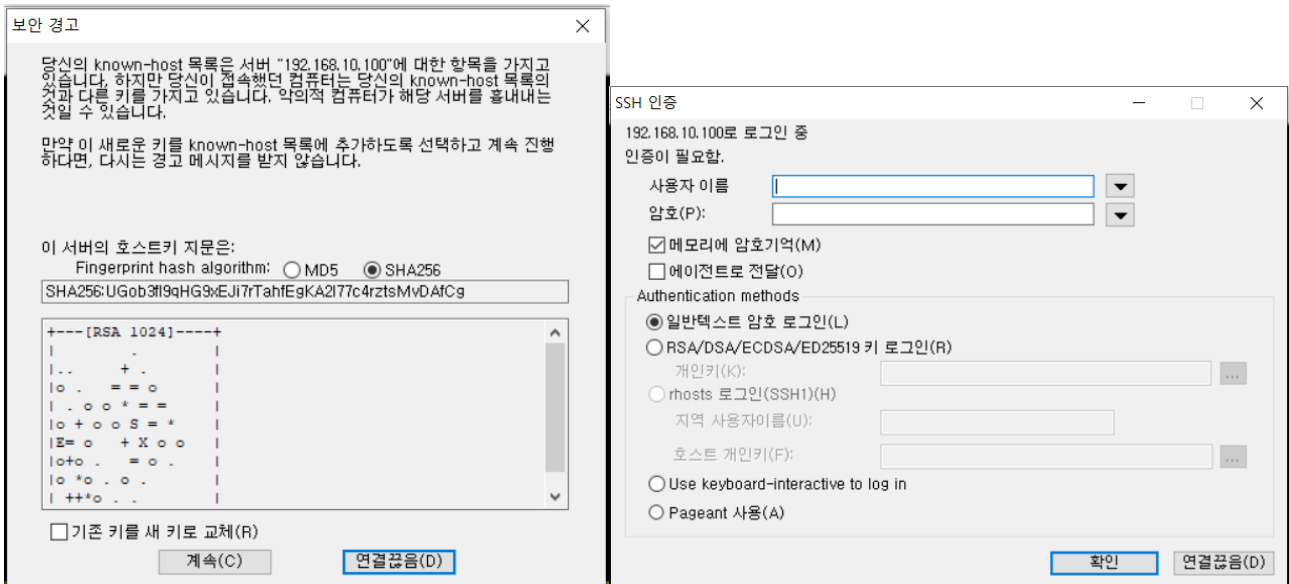 보안 경고
당신의 known-host 목록은 서버 "192.168.10.100"에 대한 항목을 가지고
있습니다, 하지만 당신이 접속했던 컴퓨터는 당신의 known-host 목록의
것과 다른 키를 가지고 있습니다. 악의적 컴퓨터가 해당 서버를 흉내내는
것일 수 있습니다.
만약 이 새로운 키를 known-host 목록에 추가하도록 선택하고 계속 진행
하다면, 다시는 경고 메시지를 받지 않습니다.
이 서버의 호스트키 지문은:
Fingerprint hash algorithm: MD5 SHA256
SHA256:UGob3fI9qHG9xEJi7rTahfEgKA2I77c4rztsMvDAfCg
+---[RSA 1024]----+
|        .        |
|..     + .       |
|o .   = = o      |
| . o o * = =     |
|o + o o S = *    |
|E= o   + X o o   |
|o+o .   = o .    |
|o *o . o .       |
| ++*o . .        |
기존 키를 새 키로 교체(R)
계속(C) 연결끊음(D)
SSH 인증
192.168.10.100로 로그인 중
인증이 필요함.
사용자 이름
암호(P):
메모리에 암호기억(M)
에이전트로 전달(O)
Authentication methods
일반텍스트 암호 로그인(L)
RSA/DSA/ECDSA/ED25519 키 로그인(R)
개인키(K):
...
rhosts 로그인(SSH1)(H)
지역 사용자이름(U):
호스트 개인키(F):
...
Use keyboard-interactive to log in
Pageant 사용(A)
확인 연결끊음(D)